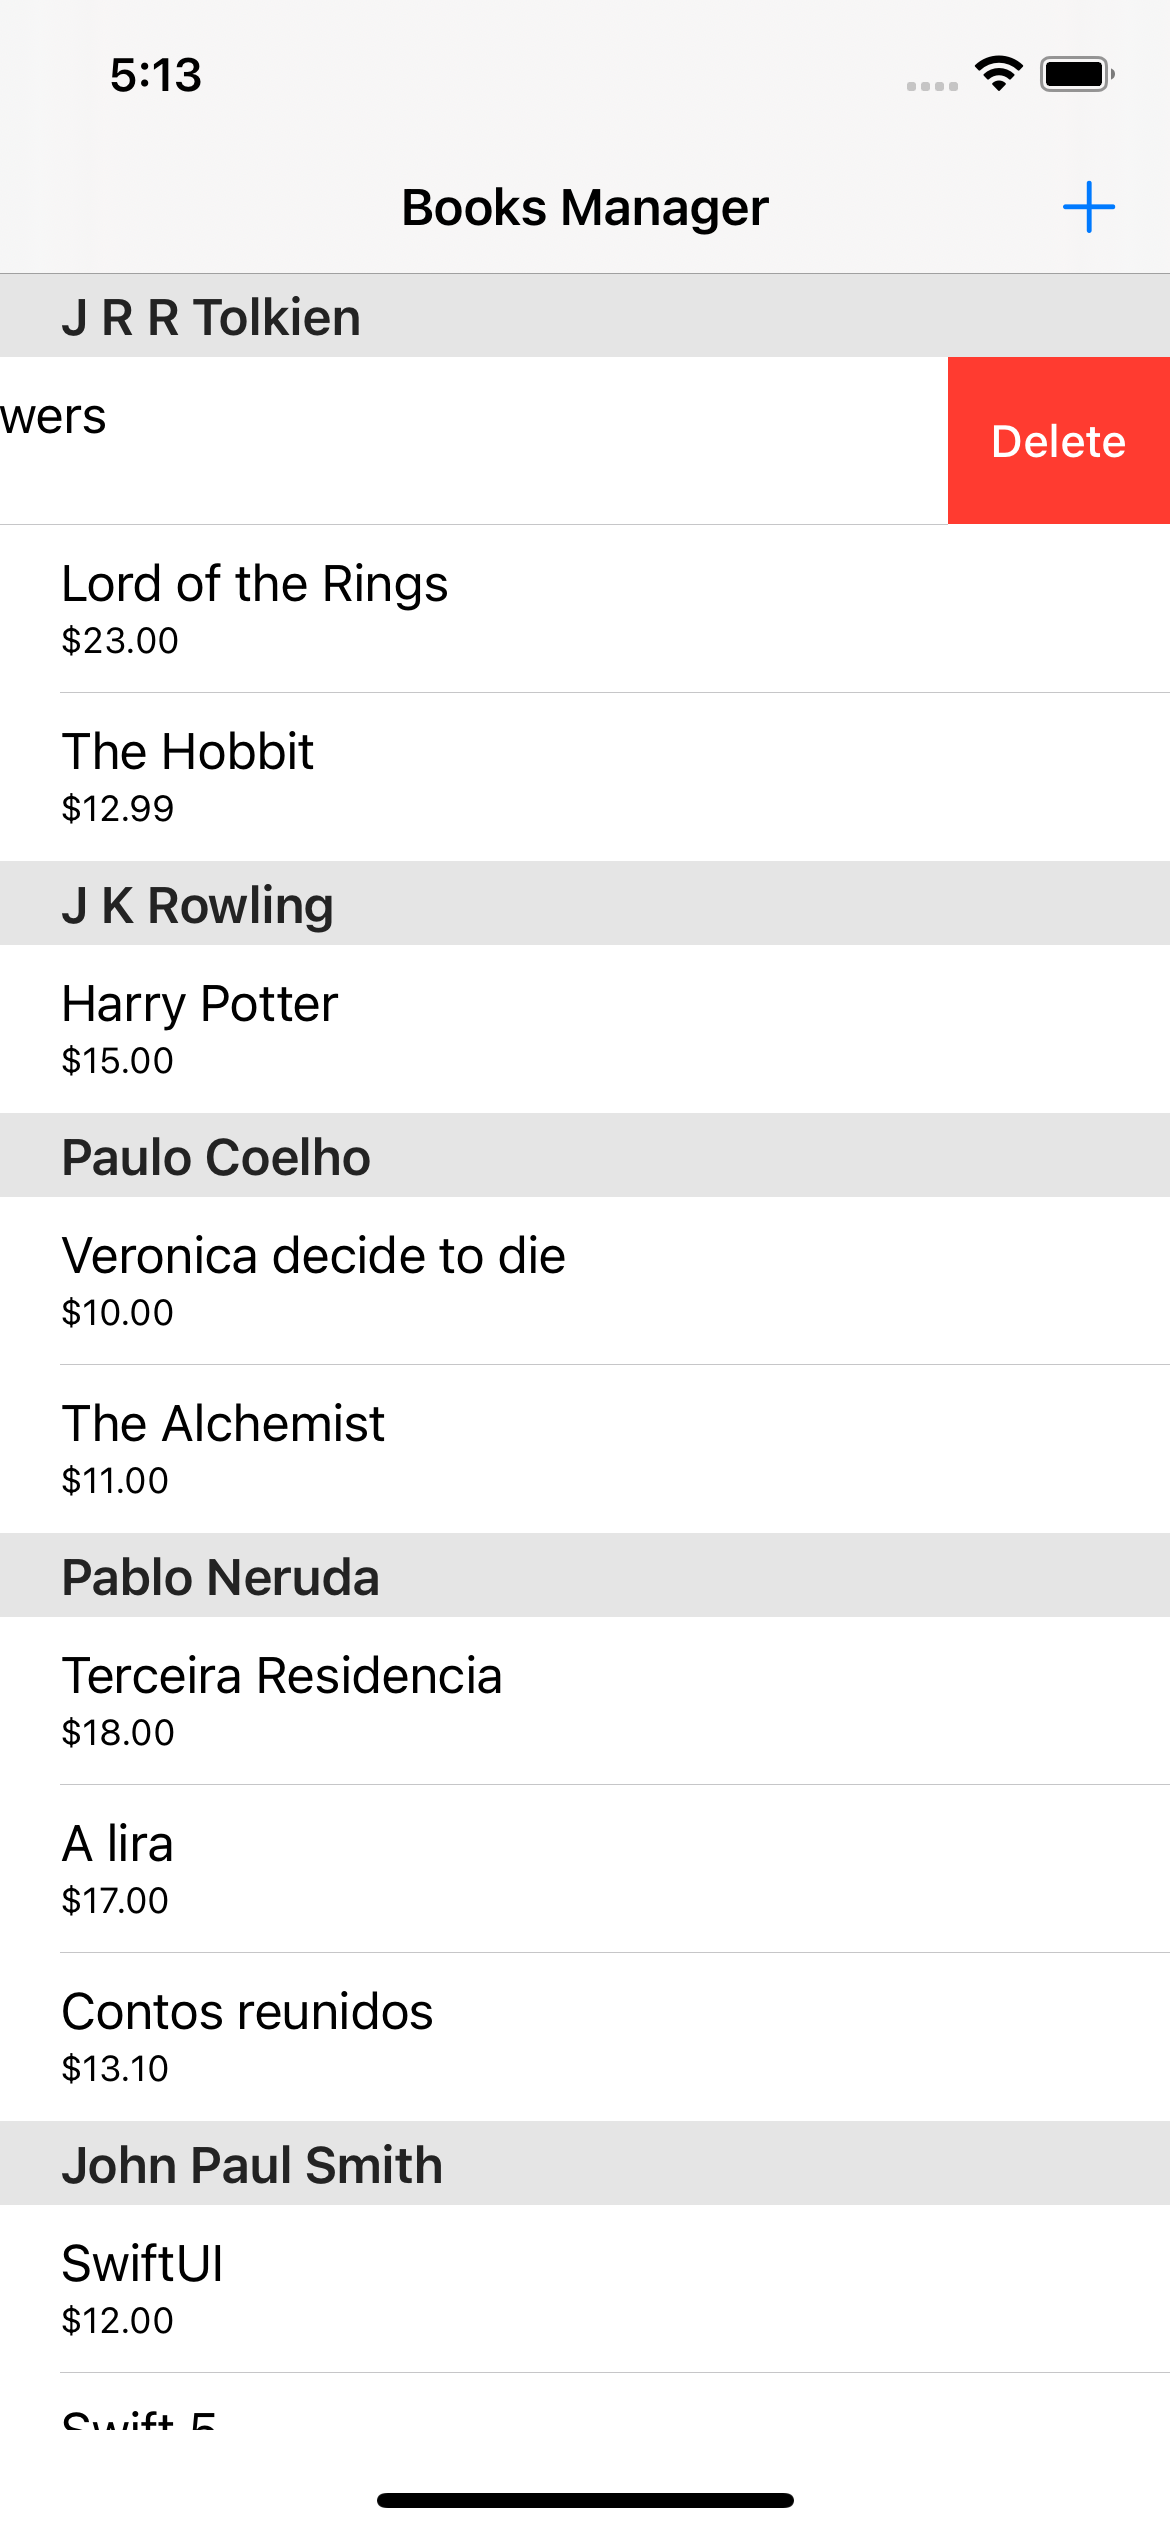 5:13
Books Manager
J R R Tolkien
wers
Delete
Lord of the Rings
$23.00
The Hobbit
$12.99
J K Rowling
Harry Potter
$15.00
Paulo Coelho
Veronica decide to die
$10.00
The Alchemist
$11.00
Pablo Neruda
Terceira Residencia
$18.00
A lira
$17.00
Contos reunidos
$13.10
John Paul Smith
SwiftUI
$12.00
Swift 5